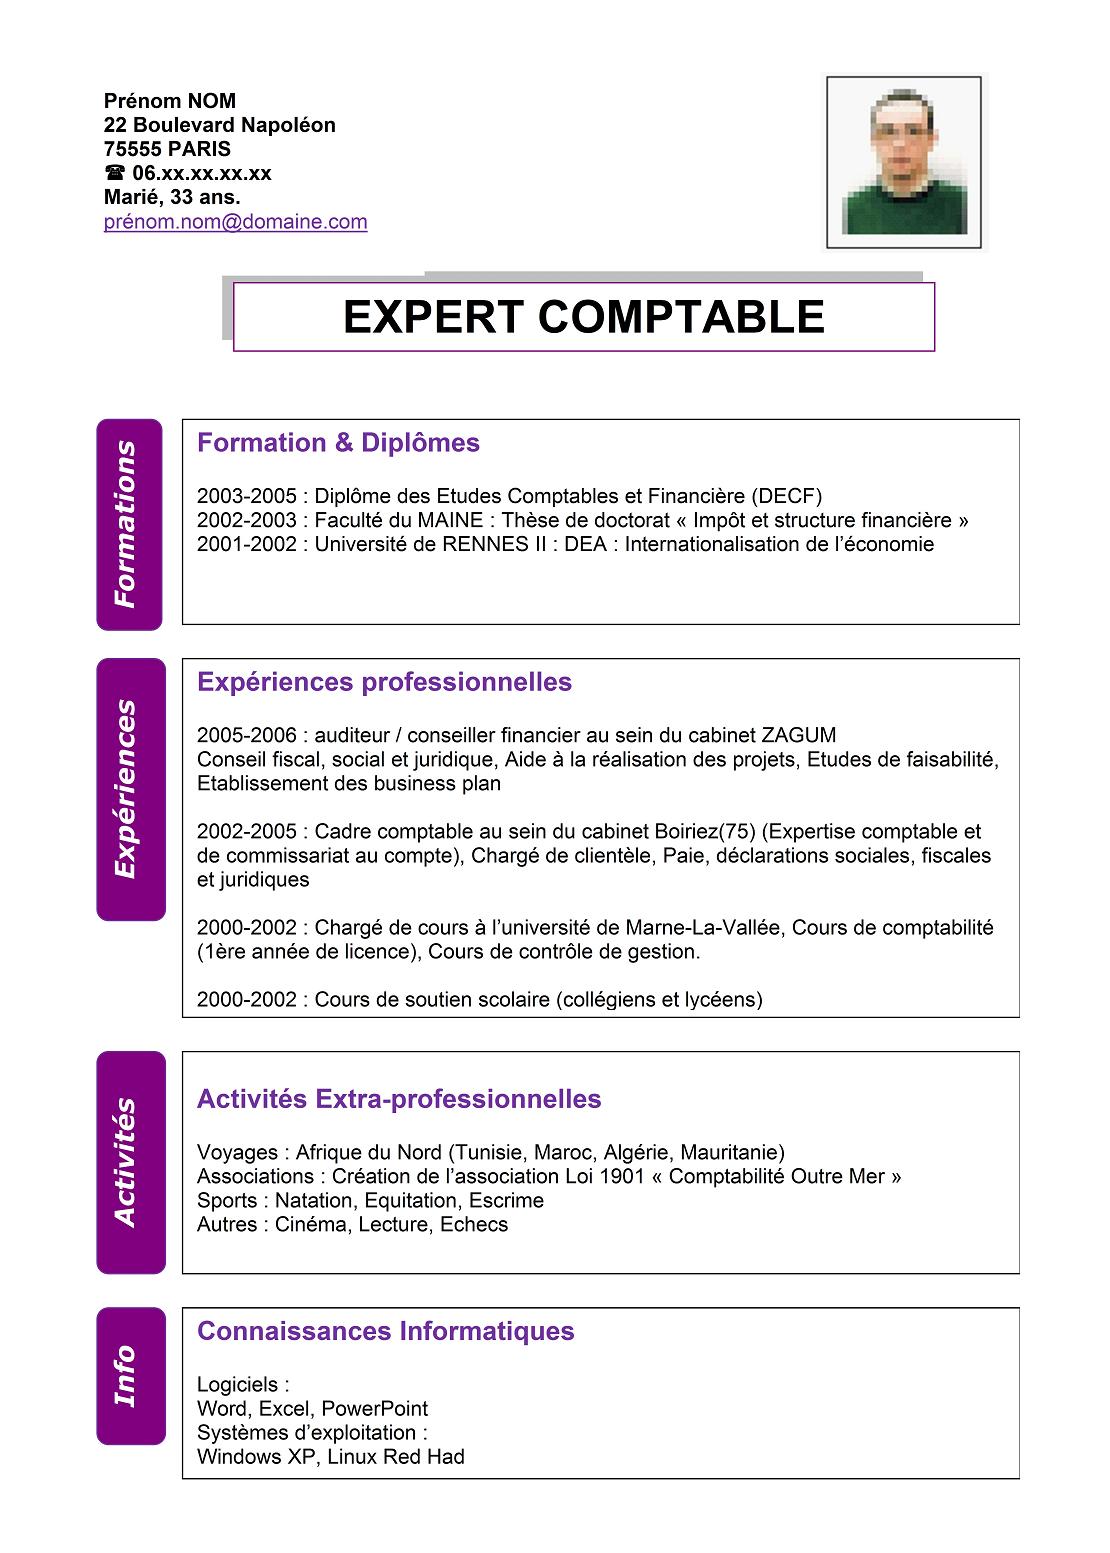 Prénom NOM
22 Boulevard Napoléon
75555 PARIS
☎ 06.xx.xx.xx.xx
Marié, 33 ans.
prénom.nom@domaine.com
EXPERT COMPTABLE
Formations
Formation & Diplômes
2003-2005 : Diplôme des Etudes Comptables et Financière (DECF)
2002-2003 : Faculté du MAINE : Thèse de doctorat « Impôt et structure financière »
2001-2002 : Université de RENNES II : DEA : Internationalisation de l’économie
Expériences
Expériences professionnelles
2005-2006 : auditeur / conseiller financier au sein du cabinet ZAGUM
Conseil fiscal, social et juridique, Aide à la réalisation des projets, Etudes de faisabilité,
Etablissement des business plan
2002-2005 : Cadre comptable au sein du cabinet Boiriez(75) (Expertise comptable et
de commissariat au compte), Chargé de clientèle, Paie, déclarations sociales, fiscales
et juridiques
2000-2002 : Chargé de cours à l’université de Marne-La-Vallée, Cours de comptabilité
(1ère année de licence), Cours de contrôle de gestion.
2000-2002 : Cours de soutien scolaire (collégiens et lycéens)
Activités
Activités Extra-professionnelles
Voyages : Afrique du Nord (Tunisie, Maroc, Algérie, Mauritanie)
Associations : Création de l’association Loi 1901 « Comptabilité Outre Mer »
Sports : Natation, Equitation, Escrime
Autres : Cinéma, Lecture, Echecs
Info
Connaissances Informatiques
Logiciels :
Word, Excel, PowerPoint
Systèmes d’exploitation :
Windows XP, Linux Red Had